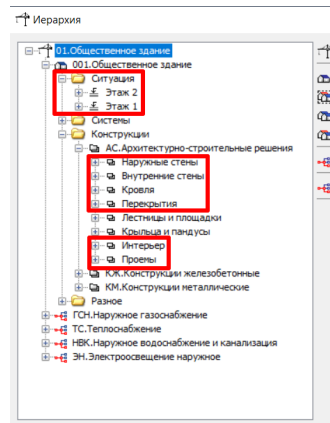 Иерархия
01.Общественное здание
001.Общественное здание
Ситуация
Этаж 2
Этаж 1
Системы
Конструкции
АС.Архитектурно-строительные решения
Наружные стены
Внутренние стены
Кровля
Перекрытия
Лестницы и площадки
Крыльца и пандусы
Интерьер
Проемы
КЖ.Конструкции железобетонные
КМ.Конструкции металлические
Разное
ГСН.Наружное газоснабжение
ТС.Теплоснабжение
НВК.Наружное водоснабжение и канализация
ЭН.Электроосвещение наружное